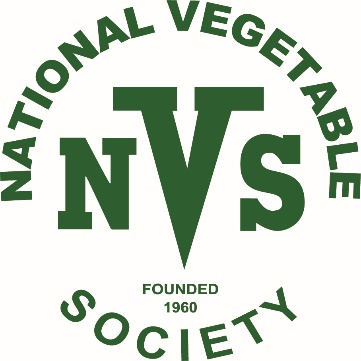 NATIONAL VEGETABLE
NVS
FOUNDED
1960
SOCIETY